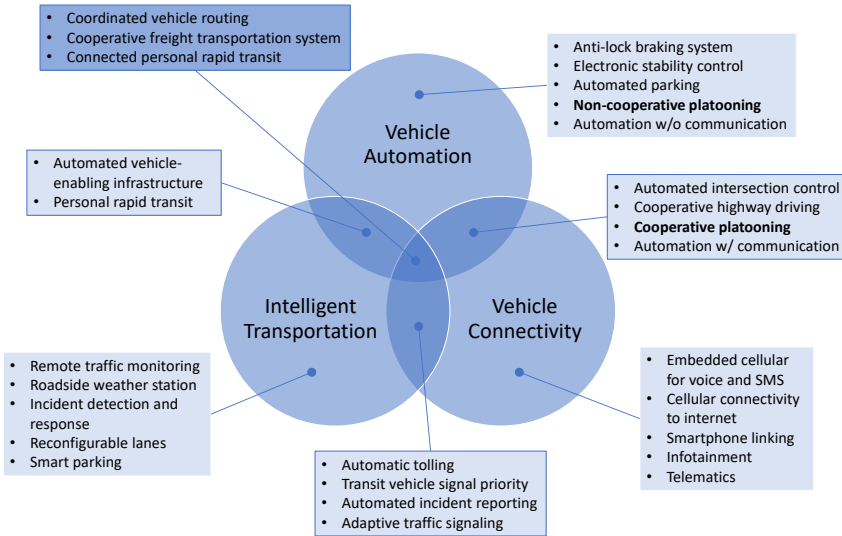 • Coordinated vehicle routing
• Cooperative freight transportation system
• Connected personal rapid transit
• Anti-lock braking system
• Electronic stability control
• Automated parking
• Non-cooperative platooning
• Automation w/o communication
Vehicle
Automation
• Automated vehicle-
enabling infrastructure
• Personal rapid transit
• Automated intersection control
• Cooperative highway driving
• Cooperative platooning
• Automation w/ communication
Intelligent
Transportation
Vehicle
Connectivity
• Remote traffic monitoring
• Roadside weather station
• Incident detection and
response
• Reconfigurable lanes
• Smart parking
• Embedded cellular
for voice and SMS
• Cellular connectivity
to internet
• Smartphone linking
• Infotainment
• Telematics
• Automatic tolling
• Transit vehicle signal priority
• Automated incident reporting
• Adaptive traffic signaling